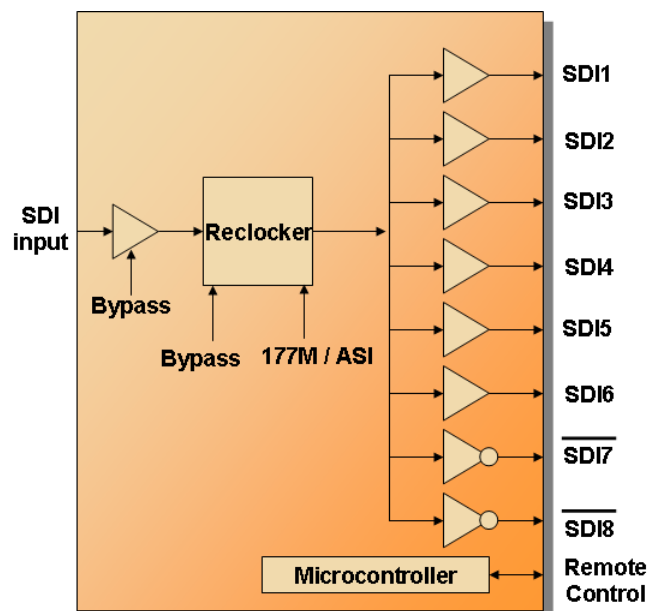 SDI1
SDI2
SDI3
SDI
input
Reclocker
SDI4
Bypass
SDI5
Bypass
177M / ASI
SDI6
SDI7
SDI8
Microcontroller
Remote
Control